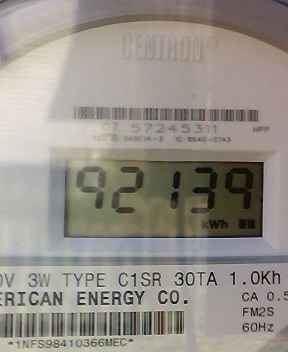 CENTRON®
07 57245311 HPP
92139
kWh
0V 3W TYPE C1SR 30TA 1.0Kh
ERICAN ENERGY CO. CA 0.5
FM2S
60Hz
*1NFS98410366MEC*